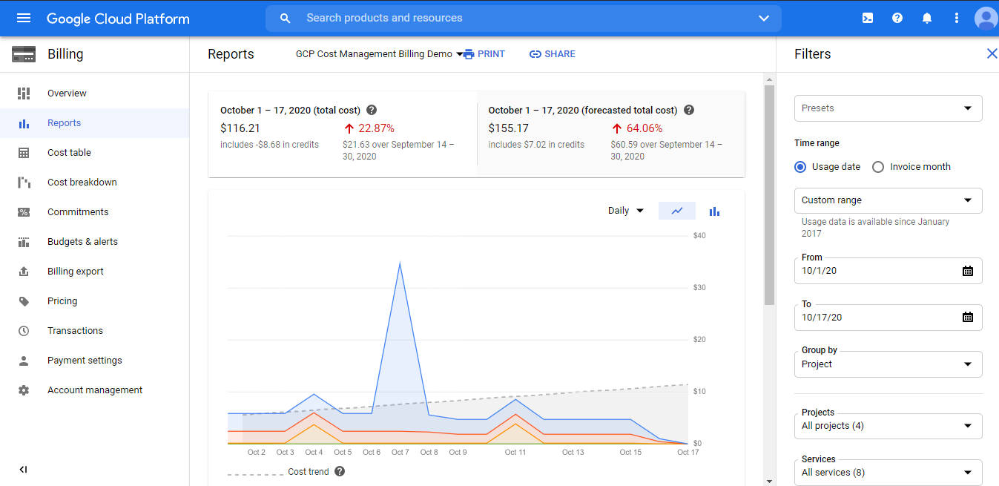 Google Cloud Platform
Search products and resources
Billing
Overview
Reports
Cost table
Cost breakdown
Commitments
Budgets & alerts
Billing export
Pricing
Transactions
Payment settings
Account management
Reports
GCP Cost Management Billing Demo
PRINT
SHARE
October 1 – 17, 2020 (total cost)
$116.21
22.87%
includes -$8.68 in credits
$21.63 over September 14 –
30, 2020
October 1 – 17, 2020 (forecasted total cost)
$155.17
64.06%
includes $7.02 in credits
$60.59 over September 14 –
30, 2020
Daily
$40
$30
$20
$10
$0
Oct 2 Oct 3 Oct 4 Oct 5 Oct 6 Oct 7 Oct 8 Oct 9 Oct 11 Oct 13 Oct 15 Oct 17
Cost trend
Filters
Presets
Time range
Usage date
Invoice month
Custom range
Usage data is available since January
2017
From
10/1/20
To
10/17/20
Group by
Project
Projects
All projects (4)
Services
All services (8)